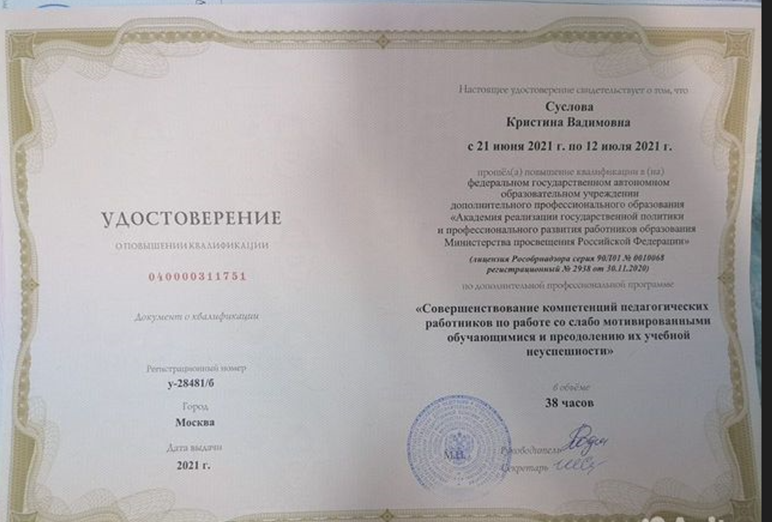 УДОСТОВЕРЕНИЕ
О ПОВЫШЕНИИ КВАЛИФИКАЦИИ
040000311751
Документ о квалификации
Регистрационный номер
у-28481/б
Город
Москва
Дата выдачи
2021 г.
Настоящее удостоверение свидетельствует о том, что
Суслова
Кристина Вадимовна
с 21 июня 2021 г. по 12 июля 2021 г.
прошёл(а) повышение квалификации в (на)
федеральном государственном автономном
образовательном учреждении
дополнительного профессионального образования
«Академия реализации государственной политики
и профессионального развития работников образования
Министерства просвещения Российской Федерации»
(лицензия Рособрнадзора серия 90Л01 № 0010068
регистрационный № 2938 от 30.11.2020)
по дополнительной профессиональной программе
«Совершенствование компетенций педагогических
работников по работе со слабо мотивированными
обучающимися и преодолению их учебной
неуспешности»
в объёме
38 часов
М.П.
Руководитель
Секретарь